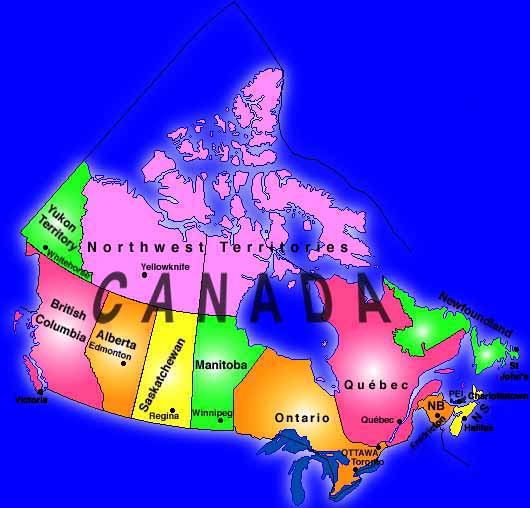 Yukon
Territory
Whitehorse
Northwest Territories
Yellowknife
CANADA
British
Columbia
Victoria
Alberta
Edmonton
Saskatchewan
Regina
Manitoba
Winnipeg
Ontario
OTTAWA
Toronto
Québec
Québec
Newfoundland
St
John's
PEI
Charlottetown
NB
Fredricton
NS
Halifax